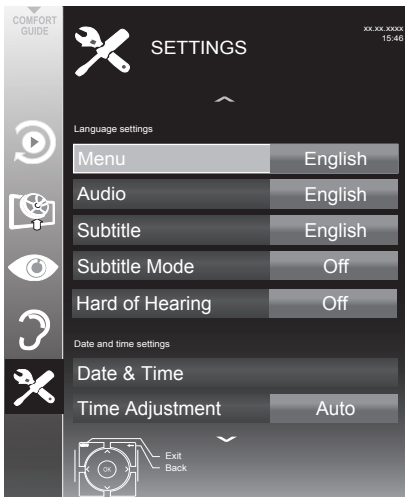 COMFORT
GUIDE
SETTINGS
xx.xx.xxxx
15:46
Language settings
Menu English
Audio English
Subtitle English
Subtitle Mode Off
Hard of Hearing Off
Date and time settings
Date & Time
Time Adjustment Auto
Exit
Back
OK